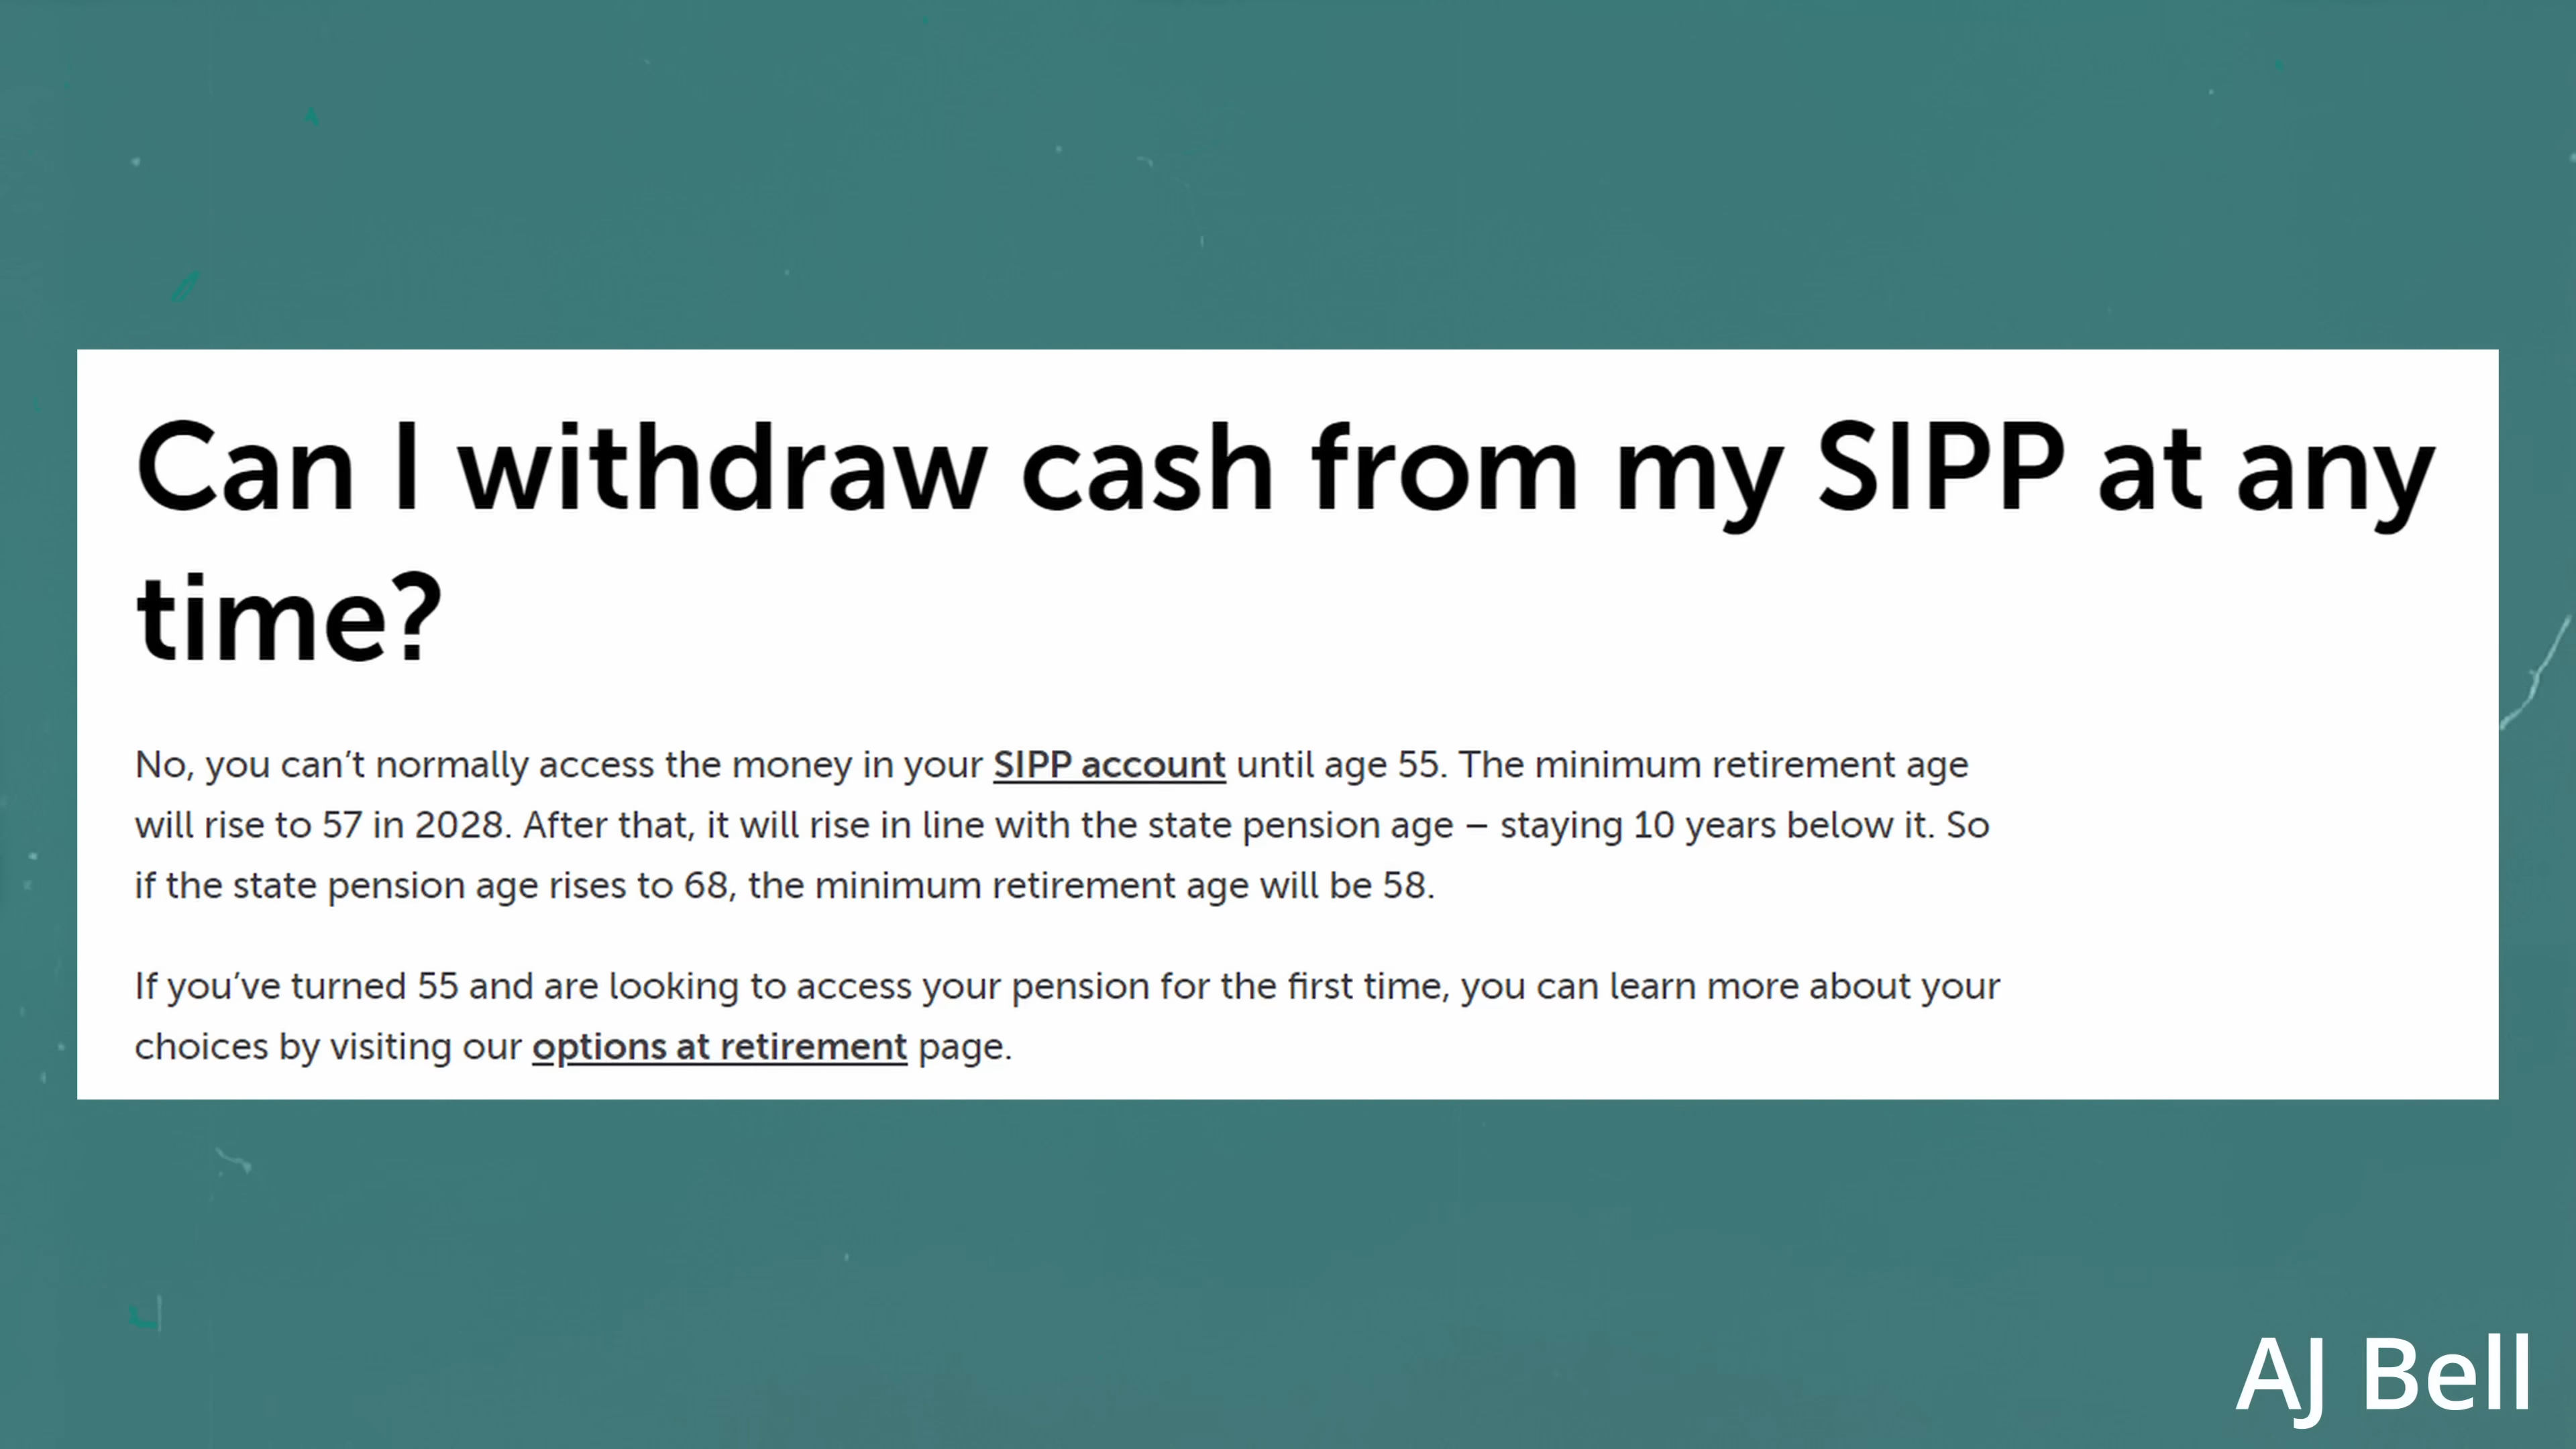 Can I withdraw cash from my SIPP at any
time?
No, you can’t normally access the money in your SIPP account until age 55. The minimum retirement age
will rise to 57 in 2028. After that, it will rise in line with the state pension age – staying 10 years below it. So
if the state pension age rises to 68, the minimum retirement age will be 58.
If you’ve turned 55 and are looking to access your pension for the first time, you can learn more about your
choices by visiting our options at retirement page.
AJ Bell